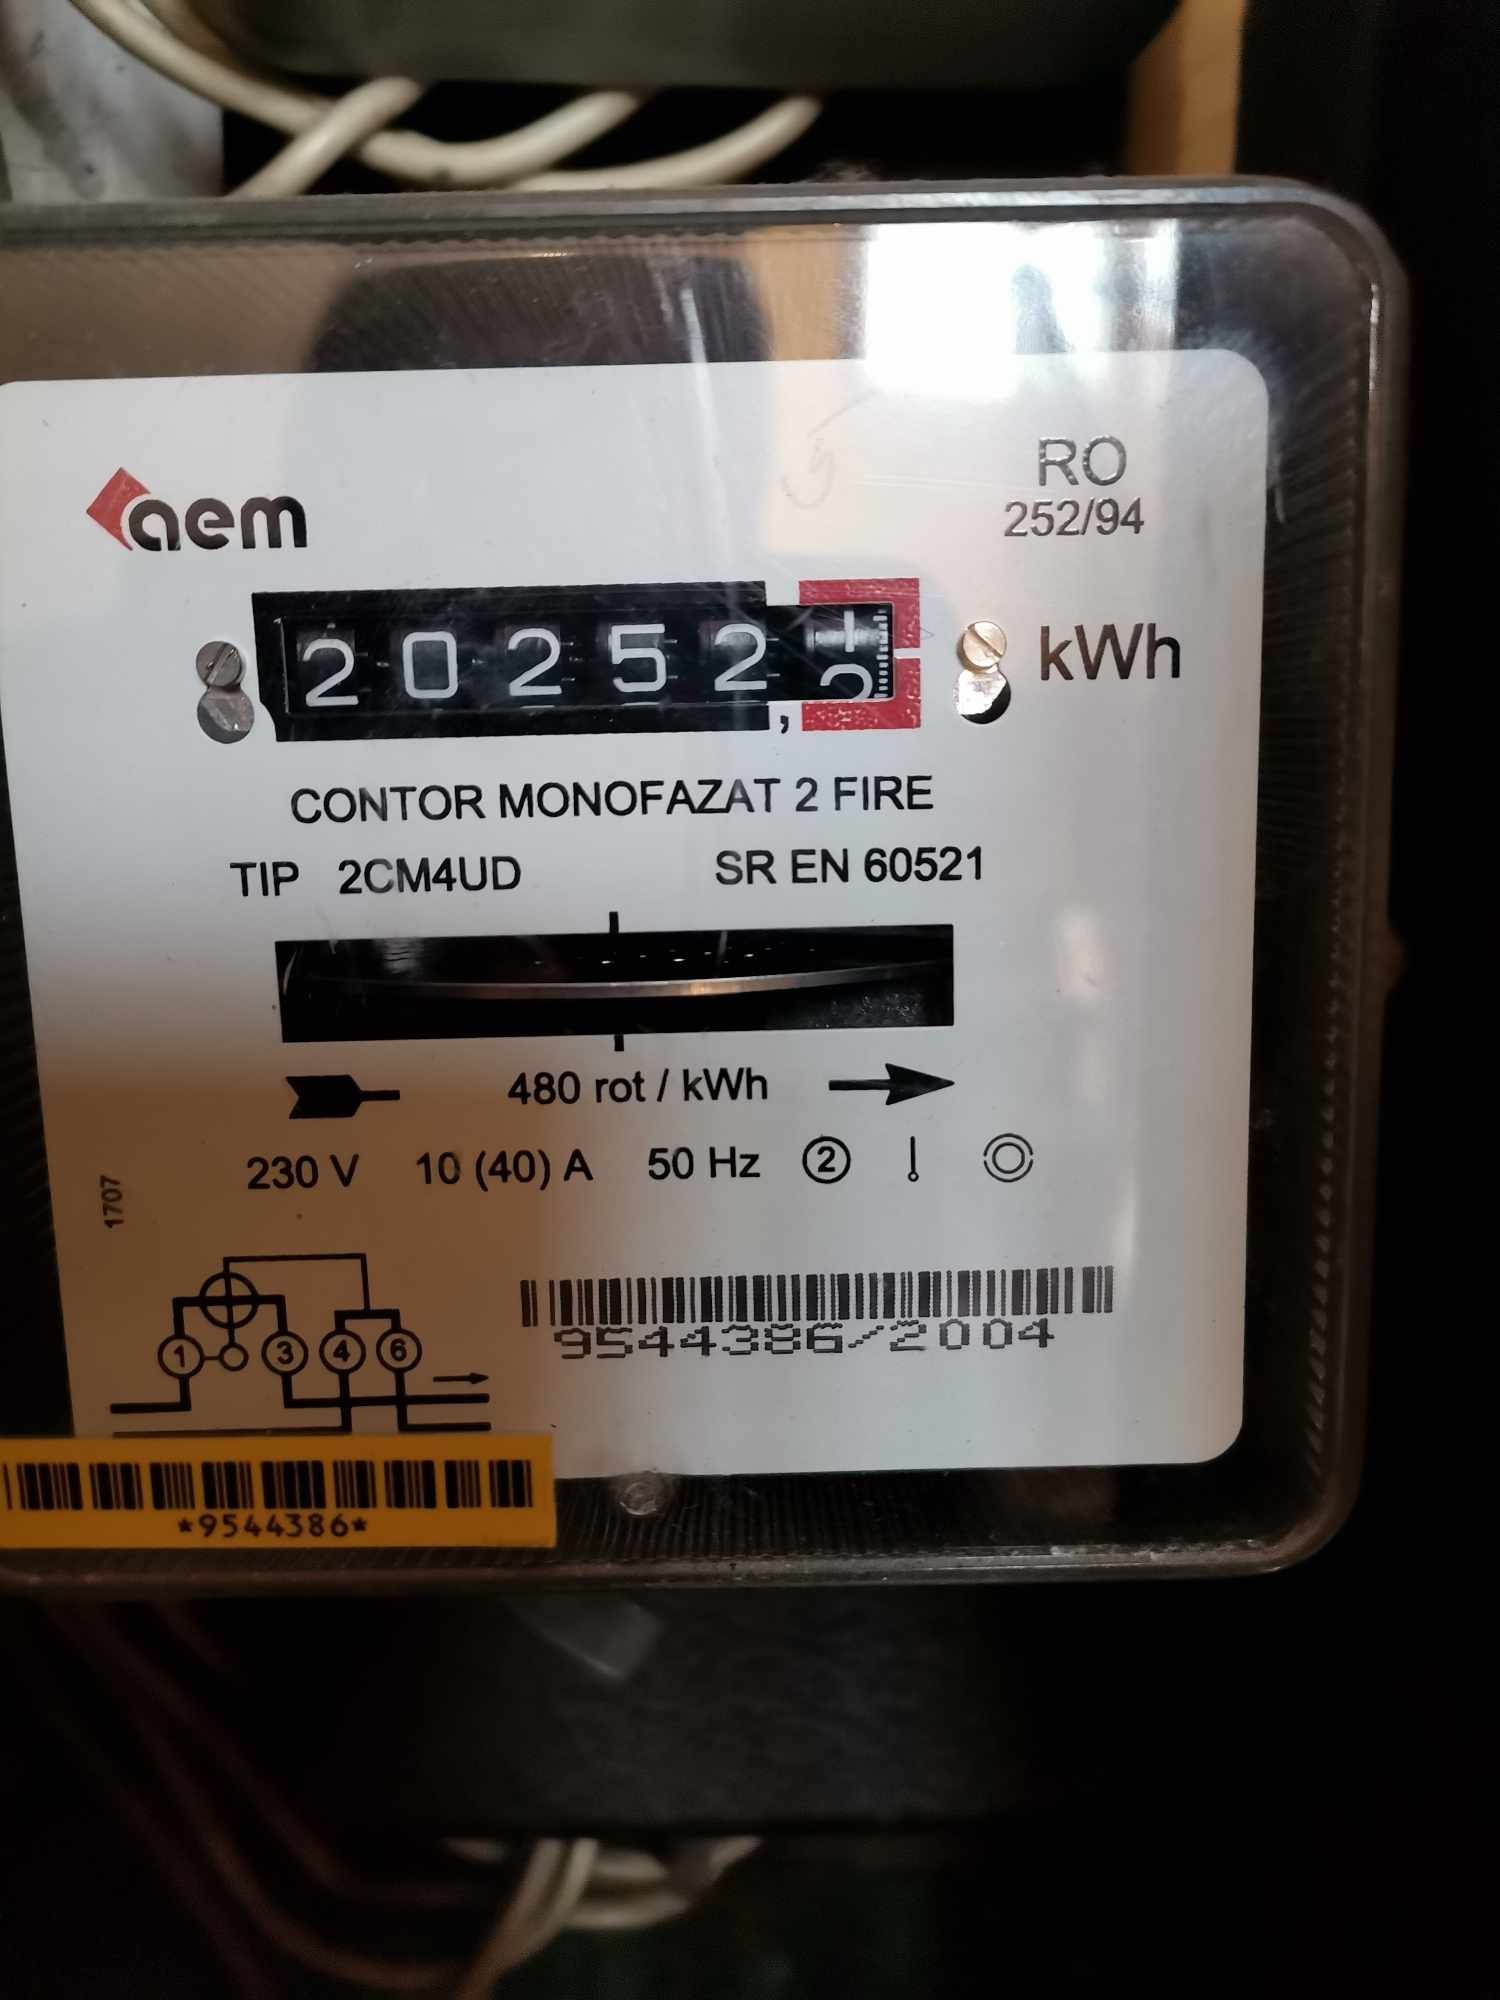 aem
RO
252/94
20252
,
kWh
CONTOR MONOFAZAT 2 FIRE
TIP 2CM4UD SR EN 60521
480 rot / kWh
230 V 10 (40) A 50 Hz 2
1707
1 3 4 6
9544386/2004
*9544386*